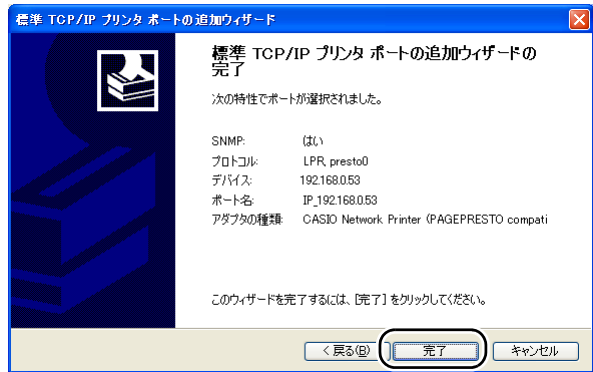 標準 TCP/IP プリンタ ポートの追加ウィザード
標準 TCP/IP プリンタ ポートの追加ウィザードの
完了
次の特性でポートが選択されました。
SNMP: はい
プロトコル: LPR, presto0
デバイス: 192.168.0.53
ポート名: IP_192.168.0.53
アダプタの種類: CASIO Network Printer (PAGEPRESTO compati
このウィザードを完了するには、[完了] をクリックしてください。
< 戻る(B) 完了 キャンセル